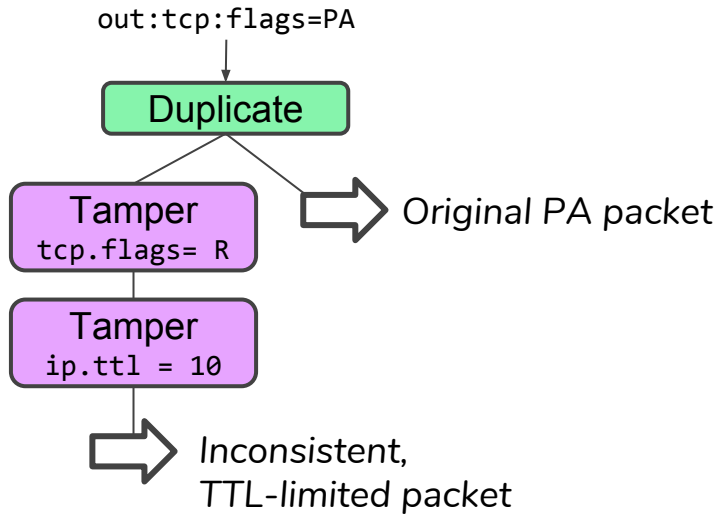 out:tcp:flags=PA
Duplicate
Tamper
tcp.flags= R
Original PA packet
Tamper
ip.ttl = 10
Inconsistent,
TTL-limited packet